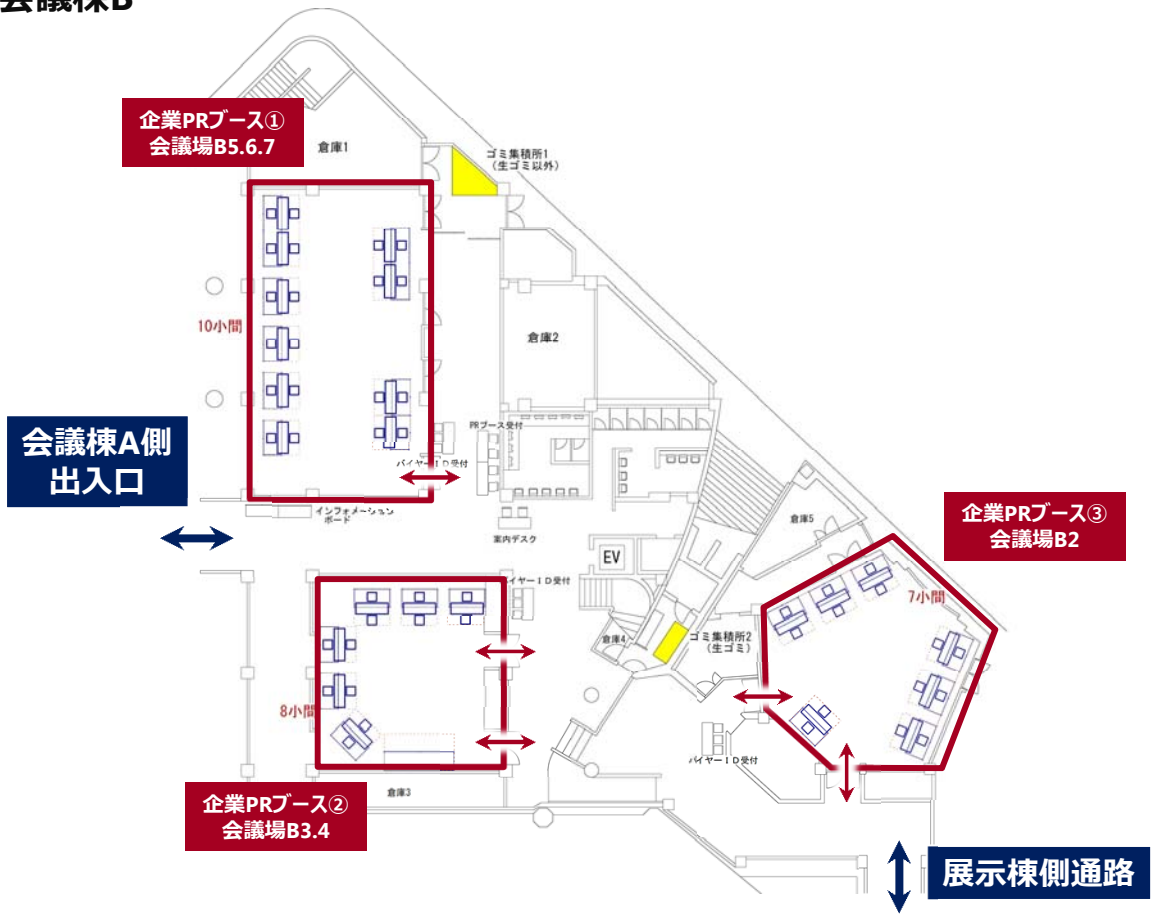 会議棟B
企業PRブース①
会議場B5.6.7
倉庫1
ゴミ集積所1
(生ゴミ以外)
10小間
倉庫2
会議棟A側
出入口
PRブース受付
バイヤーID受付
インフォメーション
ボード
案内デスク
EV
企業PRブース③
会議場B2
倉庫5
7小間
イヤーID受付
倉庫4
ゴミ集積所2
(生ゴミ)
8小間
バイヤーID受付
倉庫3
企業PRブース②
会議場B3.4
展示棟側通路